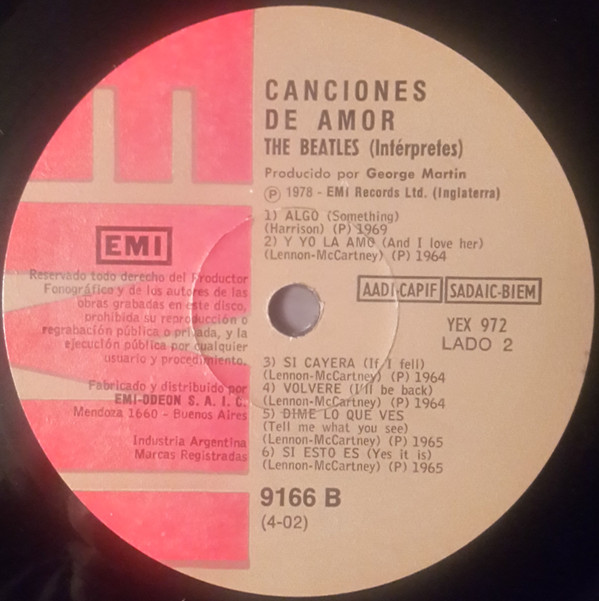 CANCIONES
DE AMOR
THE BEATLES (Intérpretes)
Producido por George Martin
Ⓟ 1978 - EMI Records Ltd. (Inglaterra)
1) ALGO (Something)
(Harrison) (P) 1969
2) Y YO LA AMO (And I love her)
(Lennon-McCartney) (P) 1964
EMI
Reservado todo derecho del Productor
Fonográfico y de los autores de las
obras grabadas en este disco,
prohibida su reproducción o
regrabación pública o privada, y la
ejecución pública por cualquier
usuario y procedimiento.
Fabricado y distribuido por
EMI-ODEON S. A. I. C.
Mendoza 1660 - Buenos Aires
Industria Argentina
Marcas Registradas
AADI-CAPIF SADAIC-BIEM
YEX 972
LADO 2
3) SI CAYERA (If I fell)
(Lennon-McCartney) (P) 1964
4) VOLVERE (I'll be back)
(Lennon-McCartney) (P) 1964
5) DIME LO QUE VES
(Tell me what you see)
(Lennon-McCartney) (P) 1965
6) SI ESTO ES (Yes it is)
(Lennon-McCartney) (P) 1965
9166 B
(4-02)